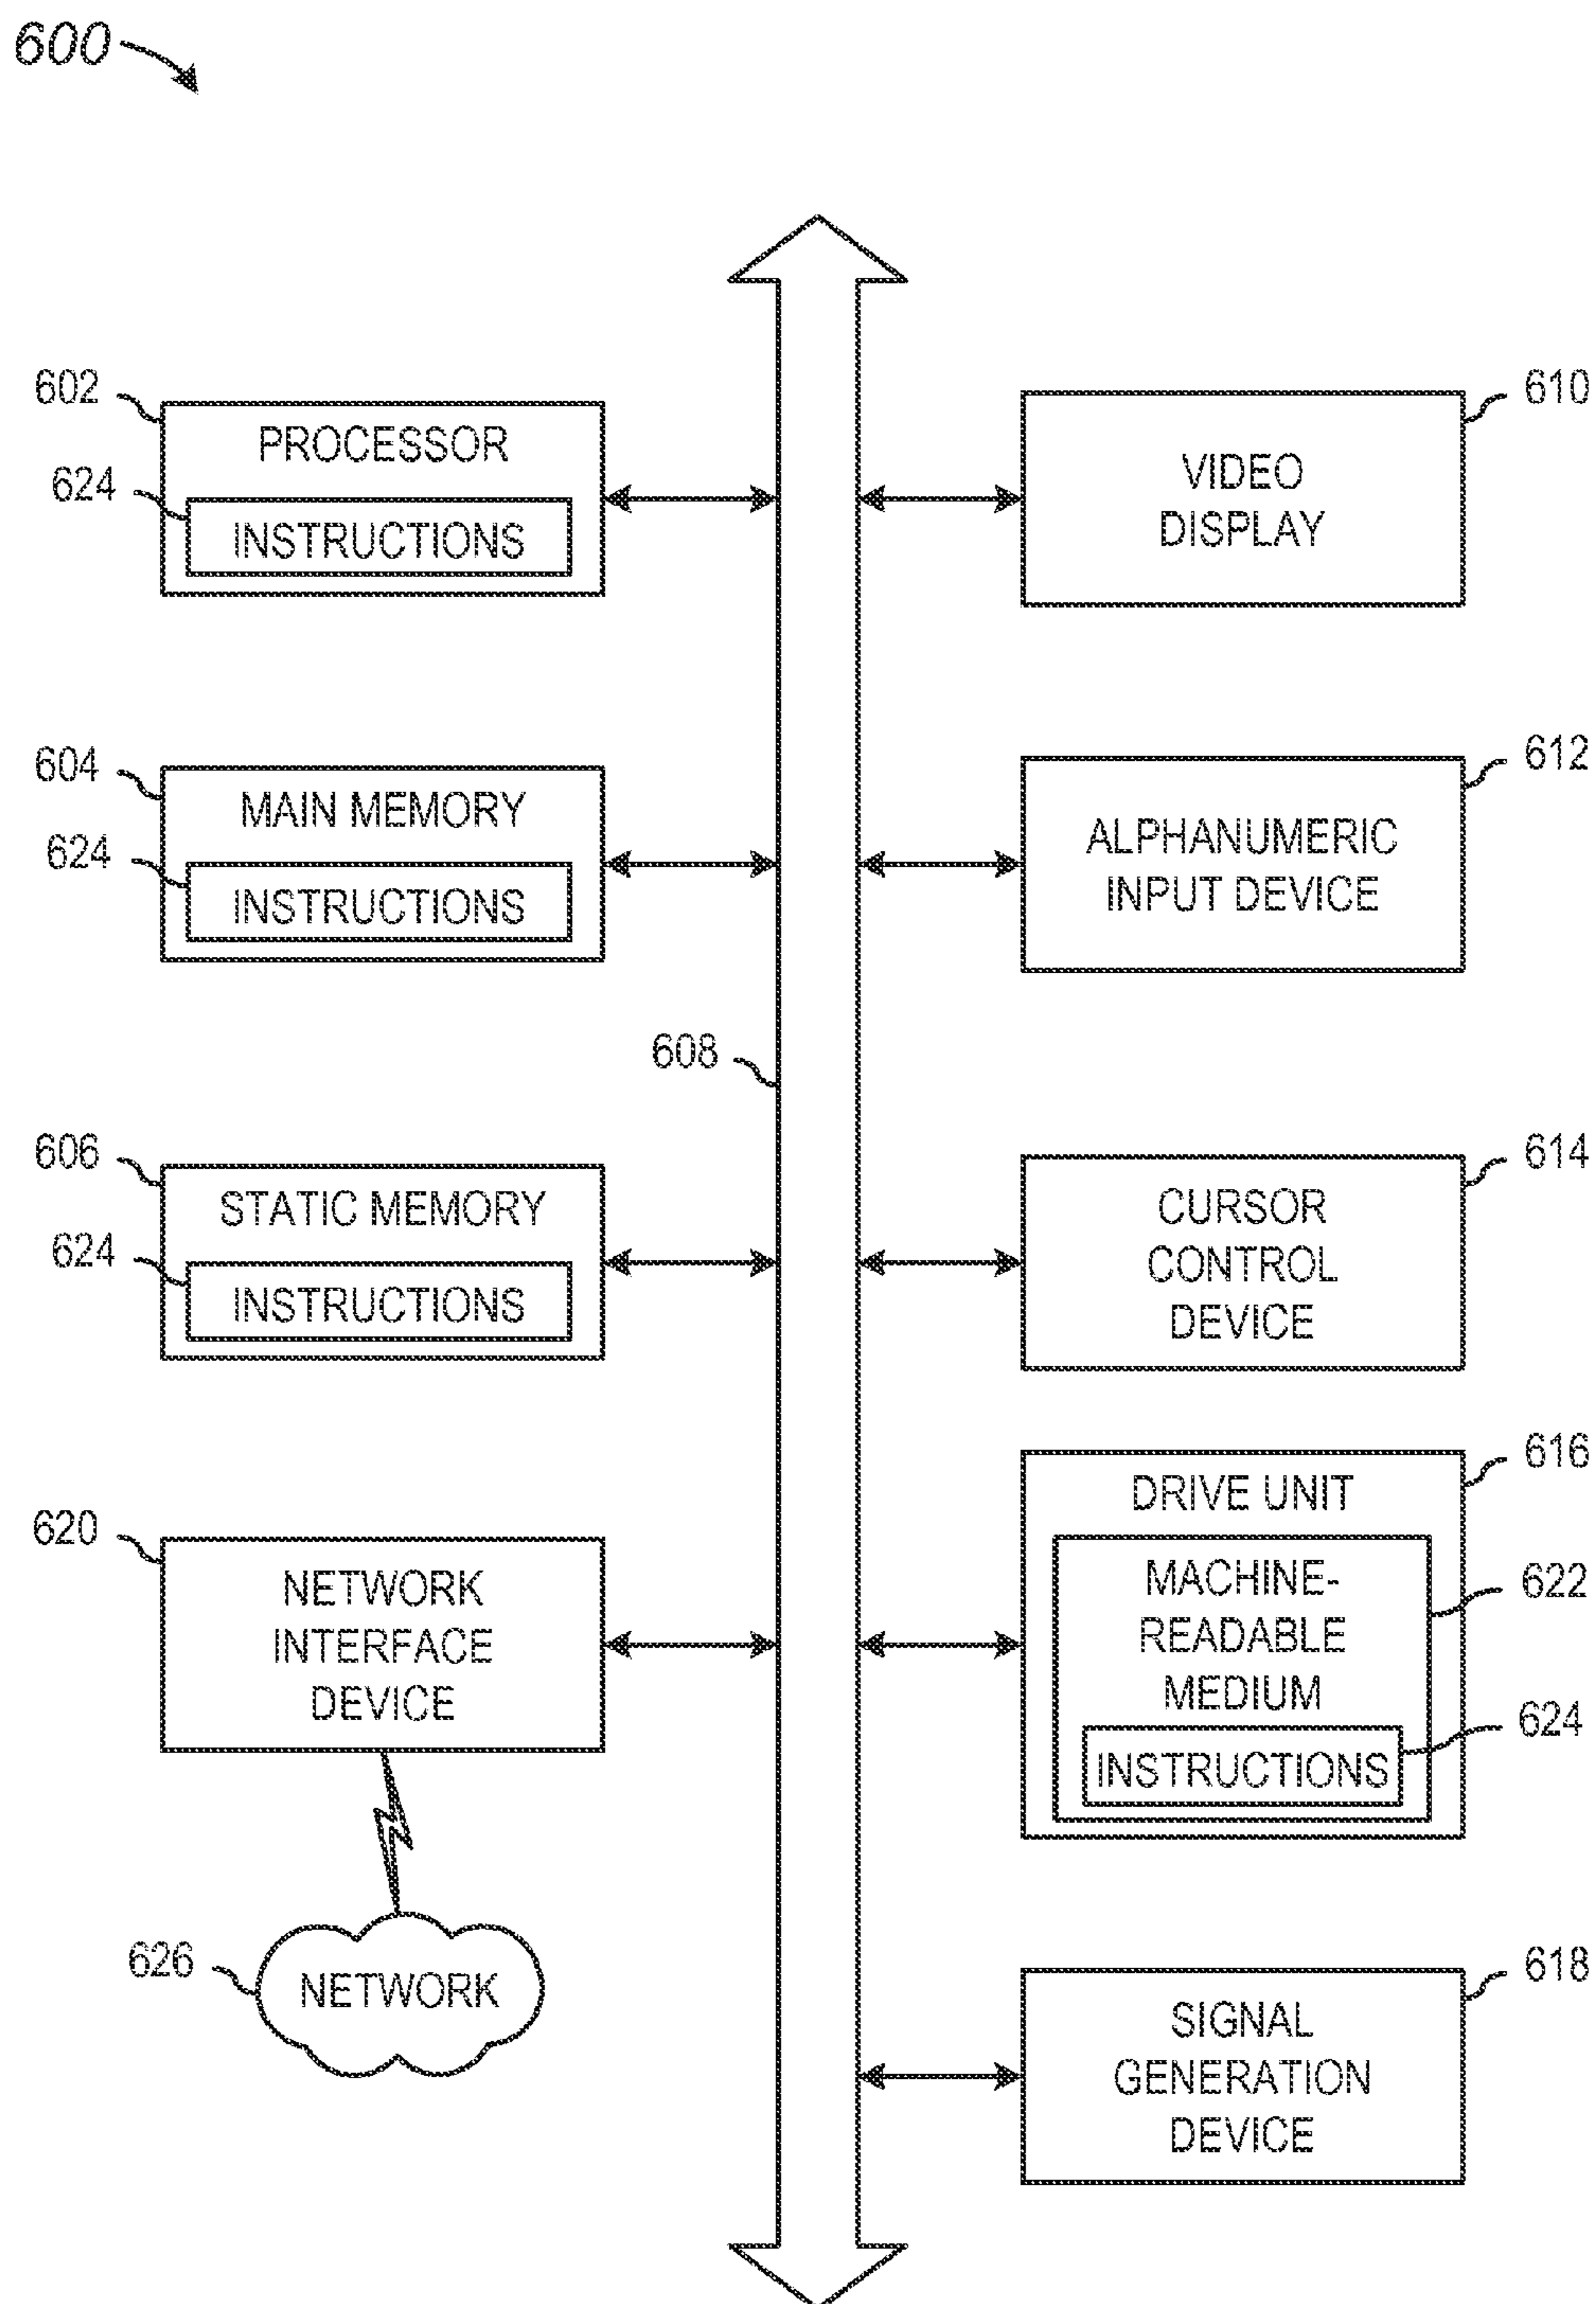 600
602
PROCESSOR
624
INSTRUCTIONS
604
MAIN MEMORY
624
INSTRUCTIONS
608
606
STATIC MEMORY
624
INSTRUCTIONS
620
NETWORK
INTERFACE
DEVICE
626
NETWORK
610
VIDEO
DISPLAY
612
ALPHANUMERIC
INPUT DEVICE
614
CURSOR
CONTROL
DEVICE
616
DRIVE UNIT
622
MACHINE-
READABLE
MEDIUM
624
INSTRUCTIONS
618
SIGNAL
GENERATION
DEVICE